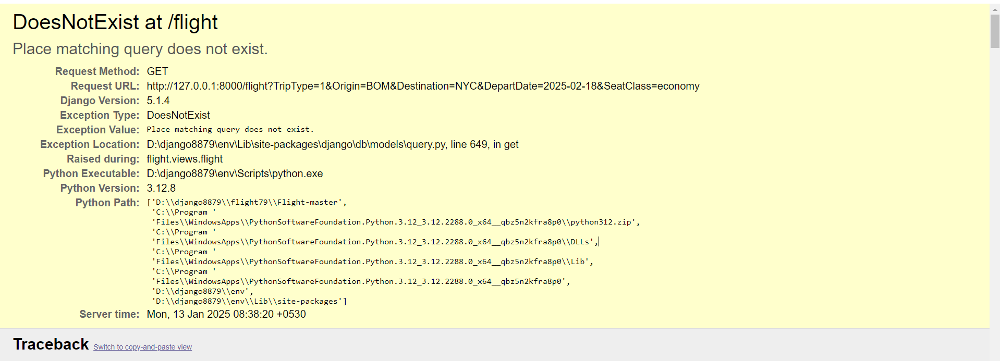 DoesNotExist at /flight
Place matching query does not exist.
Request Method: GET
Request URL: http://127.0.0.1:8000/flight?TripType=1&Origin=BOM&Destination=NYC&DepartDate=2025-02-18&SeatClass=economy
Django Version: 5.1.4
Exception Type: DoesNotExist
Exception Value: Place matching query does not exist.
Exception Location: D:\django8879\env\Lib\site-packages\django\db\models\query.py, line 649, in get
Raised during: flight.views.flight
Python Executable: D:\django8879\env\Scripts\python.exe
Python Version: 3.12.8
Python Path: ['D:\\django8879\\flight79\\Flight-master',
'C:\\Program '
'Files\\WindowsApps\\PythonSoftwareFoundation.Python.3.12_3.12.2288.0_x64__qbz5n2kfra8p0\\python312.zip',
'C:\\Program '
'Files\\WindowsApps\\PythonSoftwareFoundation.Python.3.12_3.12.2288.0_x64__qbz5n2kfra8p0\\DLLs',
'C:\\Program '
'Files\\WindowsApps\\PythonSoftwareFoundation.Python.3.12_3.12.2288.0_x64__qbz5n2kfra8p0\\Lib',
'C:\\Program '
'Files\\WindowsApps\\PythonSoftwareFoundation.Python.3.12_3.12.2288.0_x64__qbz5n2kfra8p0',
'D:\\django8879\\env',
'D:\\django8879\\env\\Lib\\site-packages']
Server time: Mon, 13 Jan 2025 08:38:20 +0530
Traceback Switch to copy-and-paste view